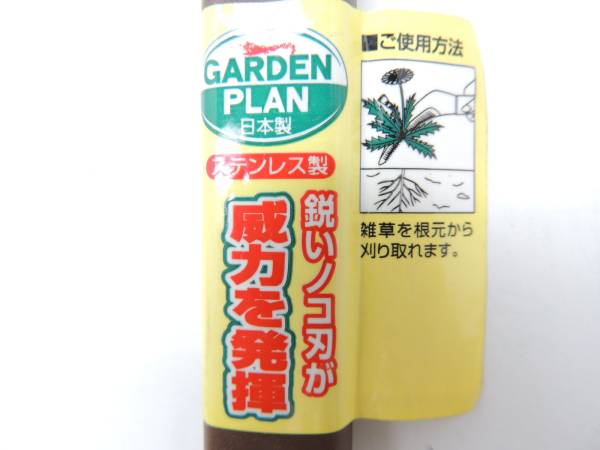 GARDEN
PLAN
日本製
ステンレス製
鋭いノコ刃が
威力を発揮
■ご使用方法
雑草を根元から
刈り取れます。